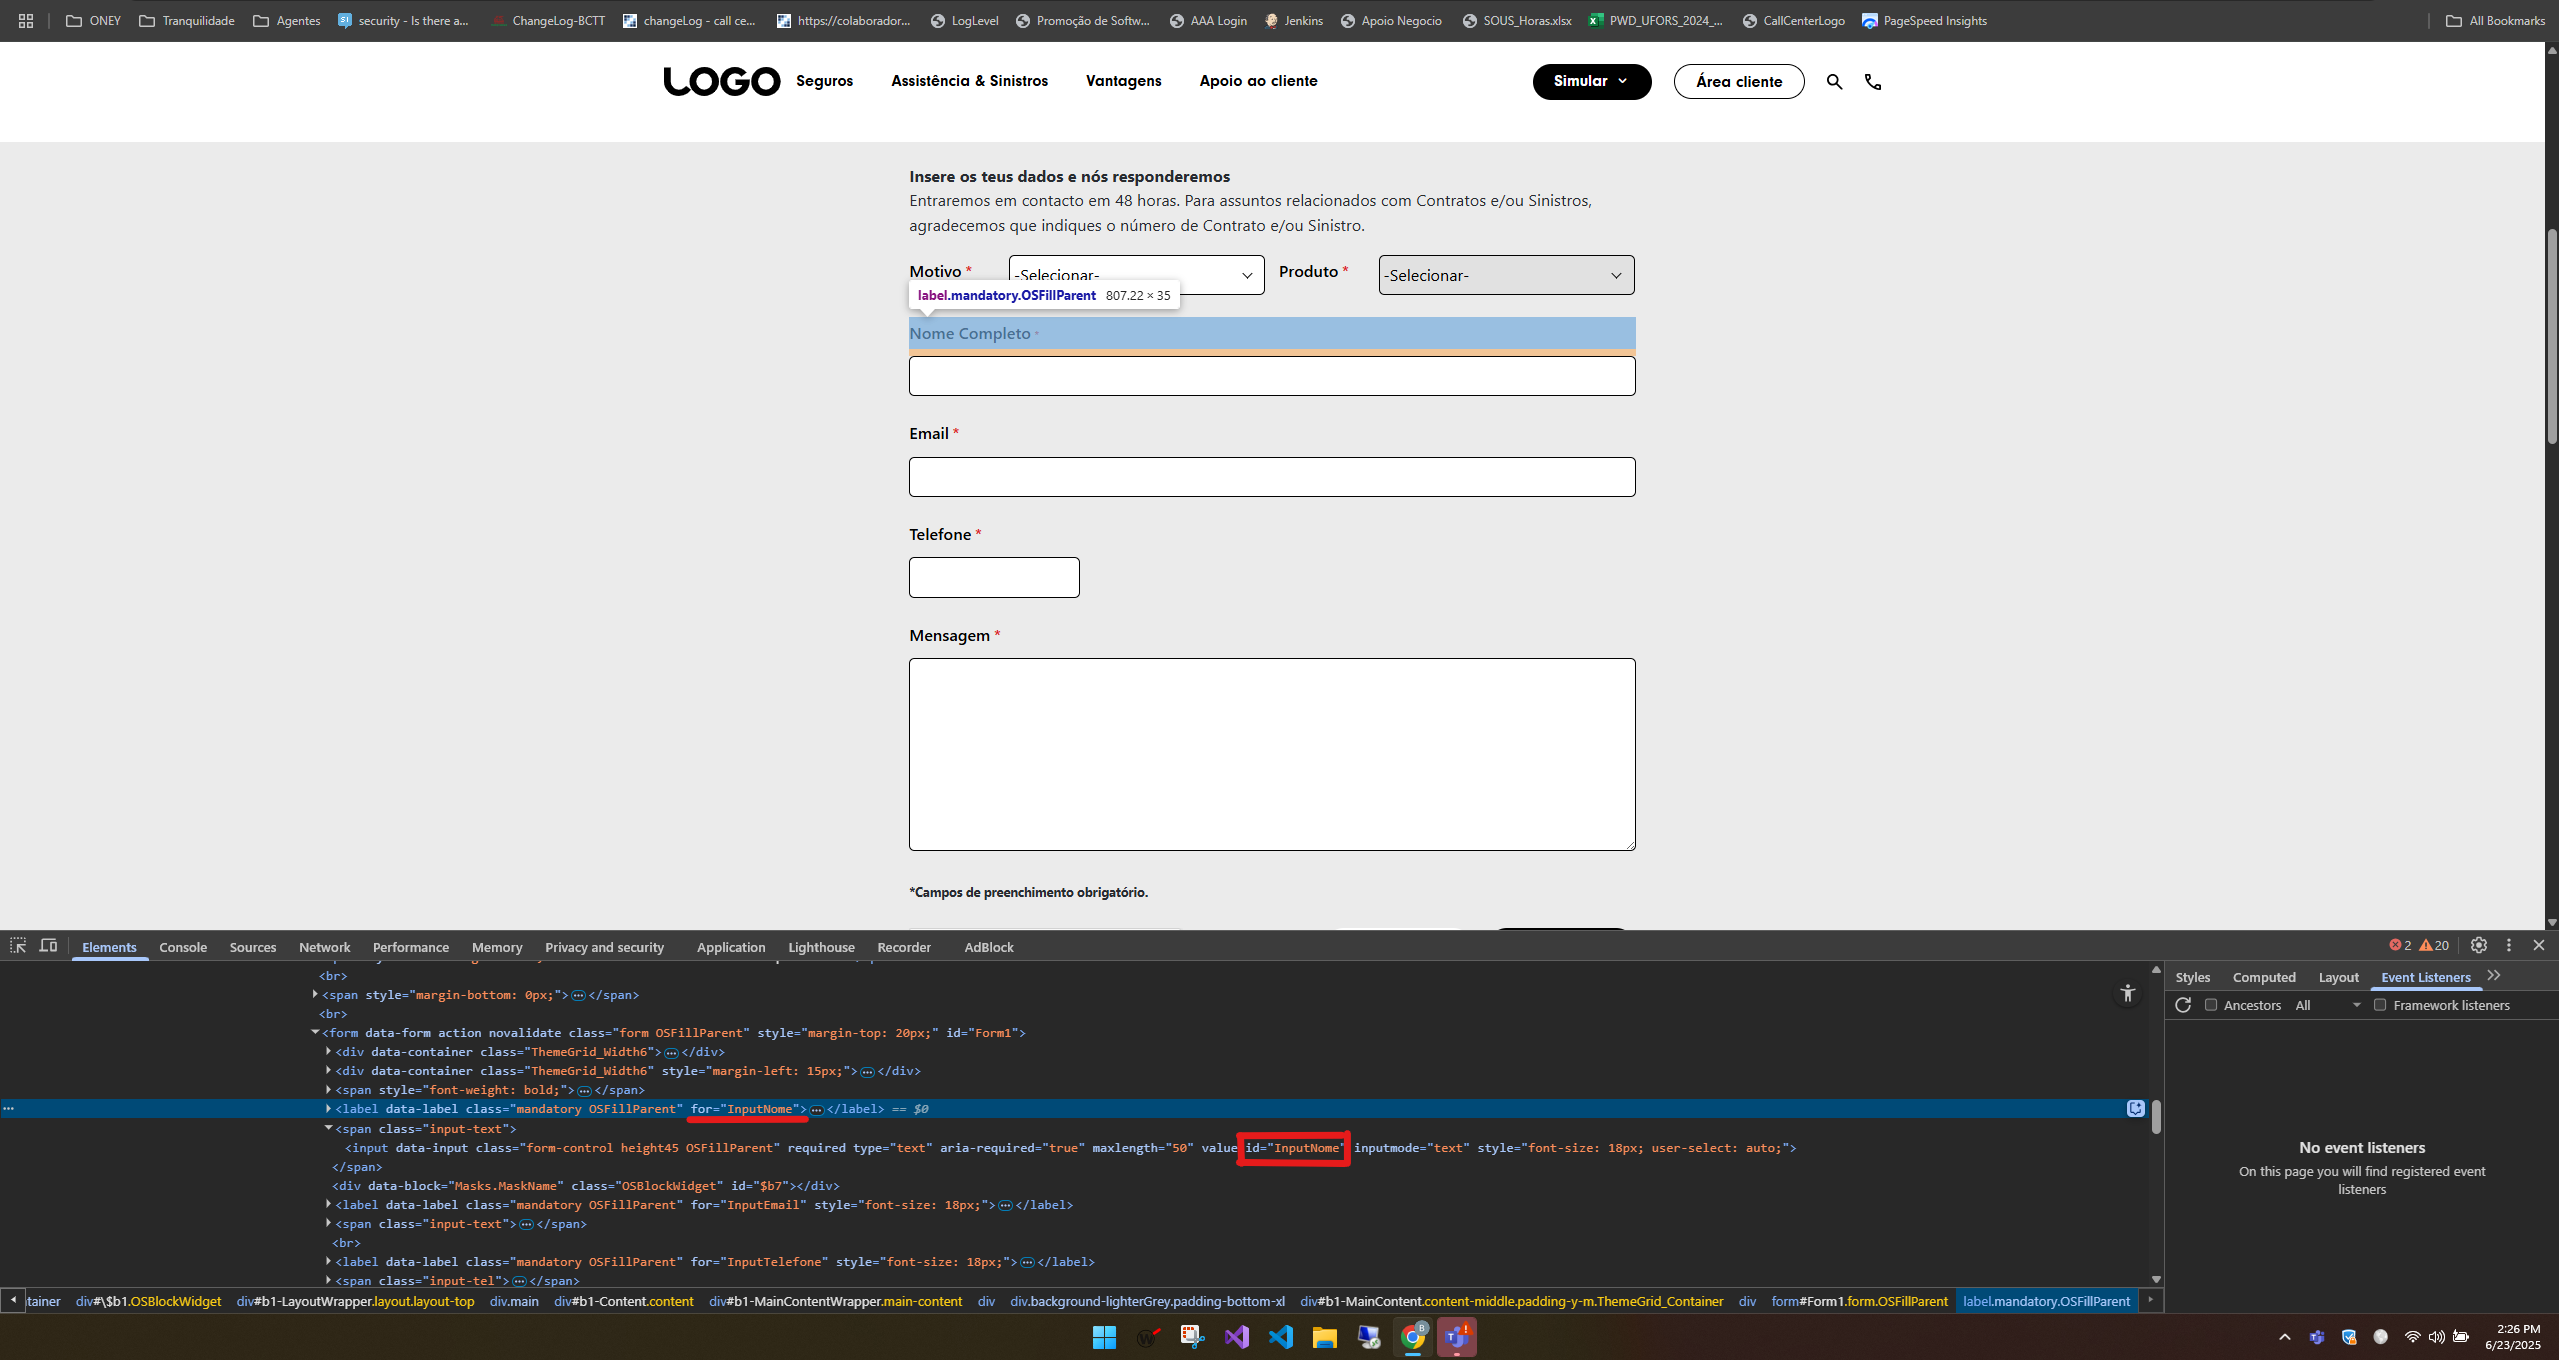 ONEY Tranquilidade Agentes security - Is there a... ChangeLog-BCTT changeLog - call ce... https://colaborador... LogLevel Promoção de Softw... AAA Login Jenkins Apoio Negocio SOUS_Horas.xlsx PWD_UFORS_2024_... CallCenterLogo PageSpeed Insights All Bookmarks
LOGO Seguros Assistência & Sinistros Vantagens Apoio ao cliente Simular Área cliente
Insere os teus dados e nós responderemos
Entraremos em contacto em 48 horas. Para assuntos relacionados com Contratos e/ou Sinistros,
agradecemos que indiques o número de Contrato e/ou Sinistro.
Motivo * -Selecionar- Produto * -Selecionar-
label.mandatory.OSFillParent 807.22 × 35
Nome Completo *
Email *
Telefone *
Mensagem *
*Campos de preenchimento obrigatório.
Elements Console Sources Network Performance Memory Privacy and security Application Lighthouse Recorder AdBlock 2 20
<br>
<span style="margin-bottom: 0px;">…</span>
<br>
<form data-form action novalidate class="form OSFillParent" style="margin-top: 20px;" id="Form1">
<div data-container class="ThemeGrid_Width6">…</div>
<div data-container class="ThemeGrid_Width6" style="margin-left: 15px;">…</div>
<span style="font-weight: bold;">…</span>
… <label data-label class="mandatory OSFillParent" for="InputNome">…</label> == $0
<span class="input-text">
<input data-input class="form-control height45 OSFillParent" required type="text" aria-required="true" maxlength="50" value id="InputNome" inputmode="text" style="font-size: 18px; user-select: auto;">
</span>
<div data-block="Masks.MaskName" class="OSBlockWidget" id="$b7"></div>
<label data-label class="mandatory OSFillParent" for="InputEmail" style="font-size: 18px;">…</label>
<span class="input-text">…</span>
<br>
<label data-label class="mandatory OSFillParent" for="InputTelefone" style="font-size: 18px;">…</label>
<span class="input-tel">…</span>
Styles Computed Layout Event Listeners
Ancestors All Framework listeners
No event listeners
On this page you will find registered event
listeners
tainer div#\$b1.OSBlockWidget div#b1-LayoutWrapper.layout.layout-top div.main div#b1-Content.content div#b1-MainContentWrapper.main-content div div.background-lighterGrey.padding-bottom-xl div#b1-MainContent.content-middle.padding-y-m.ThemeGrid_Container div form#Form1.form.OSFillParent label.mandatory.OSFillParent
2:26 PM
6/23/2025